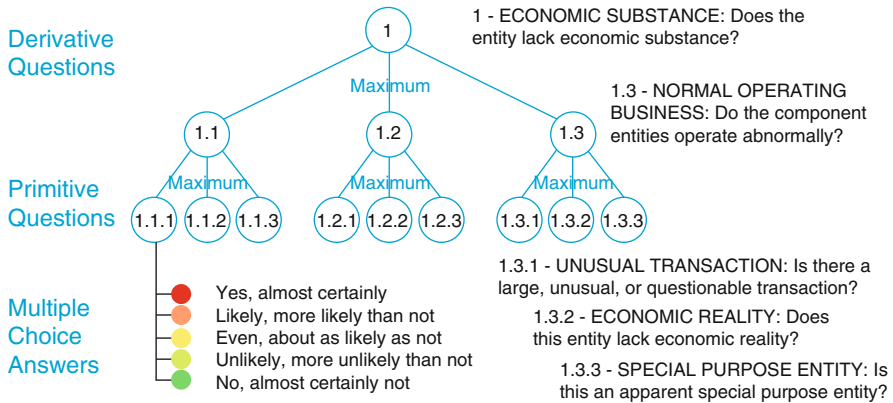 Derivative
Questions
1
1 - ECONOMIC SUBSTANCE: Does the
entity lack economic substance?
Maximum
1.3 - NORMAL OPERATING
BUSINESS: Do the component
entities operate abnormally?
1.1
1.2
1.3
Primitive
Questions
Maximum
Maximum
Maximum
1.1.1
1.1.2
1.1.3
1.2.1
1.2.2
1.2.3
1.3.1
1.3.2
1.3.3
1.3.1 - UNUSUAL TRANSACTION: Is there a
large, unusual, or questionable transaction?
1.3.2 - ECONOMIC REALITY: Does
this entity lack economic reality?
1.3.3 - SPECIAL PURPOSE ENTITY: Is
this an apparent special purpose entity?
Multiple
Choice
Answers
Yes, almost certainly
Likely, more likely than not
Even, about as likely as not
Unlikely, more unlikely than not
No, almost certainly not